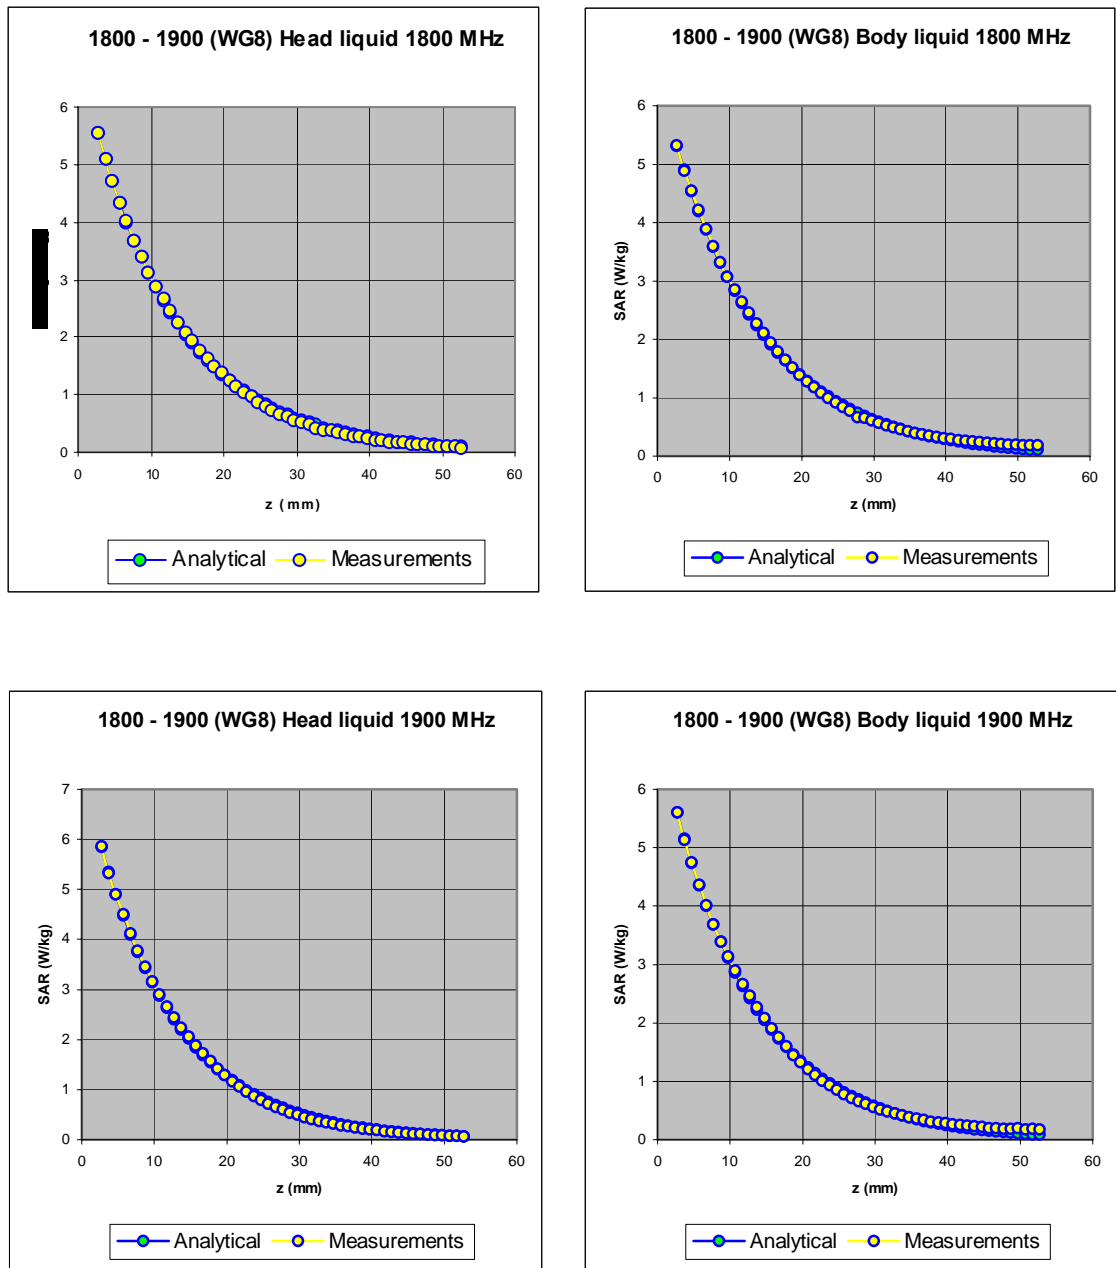 1800 - 1900 (WG8) Head liquid 1800 MHz
6
5
4
3
2
1
0
0 10 20 30 40 50 60
z (mm)
Analytical Measurements
1800 - 1900 (WG8) Body liquid 1800 MHz
SAR (W/kg)
6
5
4
3
2
1
0
0 10 20 30 40 50 60
z (mm)
Analytical Measurements
1800 - 1900 (WG8) Head liquid 1900 MHz
SAR (W/kg)
7
6
5
4
3
2
1
0
0 10 20 30 40 50 60
z (mm)
Analytical Measurements
1800 - 1900 (WG8) Body liquid 1900 MHz
SAR (W/kg)
6
5
4
3
2
1
0
0 10 20 30 40 50 60
z (mm)
Analytical Measurements